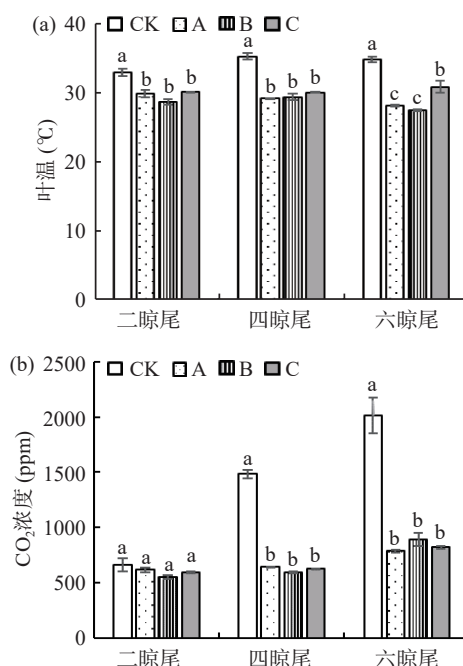 (a)
CK A B C
40
30
20
10
0
叶温 (℃)
a b b b
a b b b
a c c b
二晾尾 四晾尾 六晾尾
(b)
CK A B C
2500
2000
1500
1000
500
0
CO₂浓度 (ppm)
a a a a
a b b b
a b b b
二晾尾 四晾尾 六晾尾